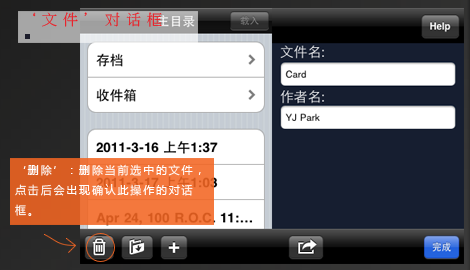 ‘文件’对话框
主目录
载入
Help
存档
收件箱
2011-3-16 上午1:37
2011-3-17 上午1:03
Apr 24, 100 R.O.C. 11:...
文件名:
Card
作者名:
YJ Park
‘删除’：删除当前选中的文件，
点击后会出现确认此操作的对话
框。
完成